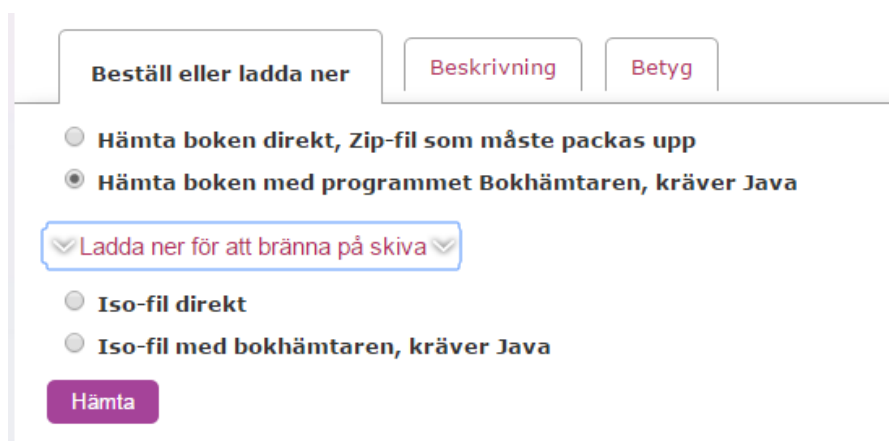 Beställ eller ladda ner
Beskrivning
Betyg
Hämta boken direkt, Zip-fil som måste packas upp
Hämta boken med programmet Bokhämtaren, kräver Java
Ladda ner för att bränna på skiva
Iso-fil direkt
Iso-fil med bokhämtaren, kräver Java
Hämta